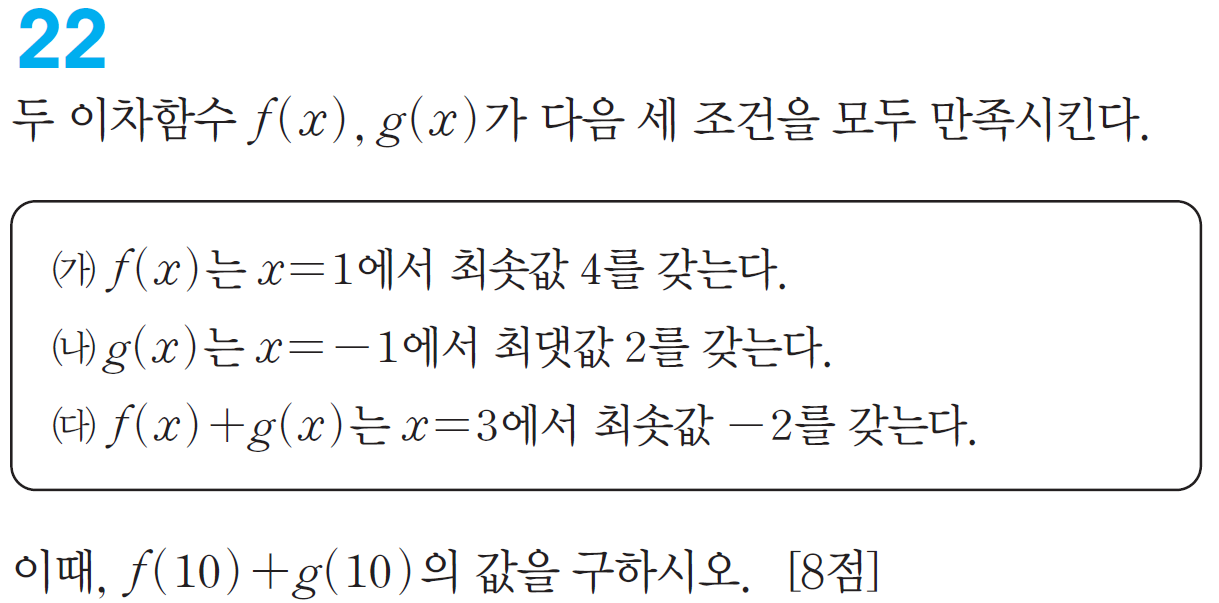 22
두 이차함수 f(x), g(x)가 다음 세 조건을 모두 만족시킨다.
㈎ f(x)는 x=1에서 최솟값 4를 갖는다.
㈏ g(x)는 x=-1에서 최댓값 2를 갖는다.
㈐ f(x)+g(x)는 x=3에서 최솟값 -2를 갖는다.
이때, f(10)+g(10)의 값을 구하시오. [8점]